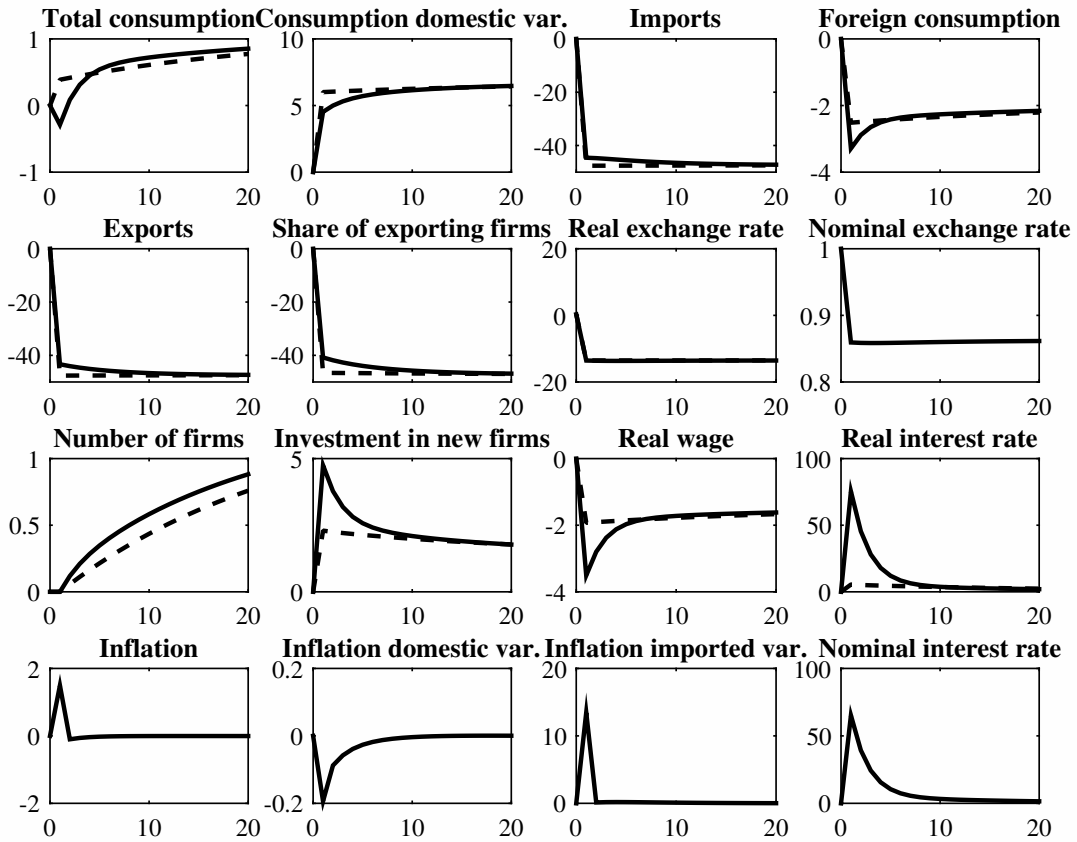 Total consumption Consumption domestic var. Imports Foreign consumption
1 10 0 0
0 5 -20 -2
-40
-1 0 -4
0 10 20 0 10 20 0 10 20 0 10 20
Exports Share of exporting firms Real exchange rate Nominal exchange rate
0 0 20 1
-20 -20 0 0.9
-40 -40 -20 0.8
0 10 20 0 10 20 0 10 20 0 10 20
Number of firms Investment in new firms Real wage Real interest rate
1 5 0 100
0.5 -2 50
0 0 -4 0
0 10 20 0 10 20 0 10 20 0 10 20
Inflation Inflation domestic var. Inflation imported var. Nominal interest rate
2 0.2 20 100
0 0 10 50
-2 -0.2 0 0
0 10 20 0 10 20 0 10 20 0 10 20